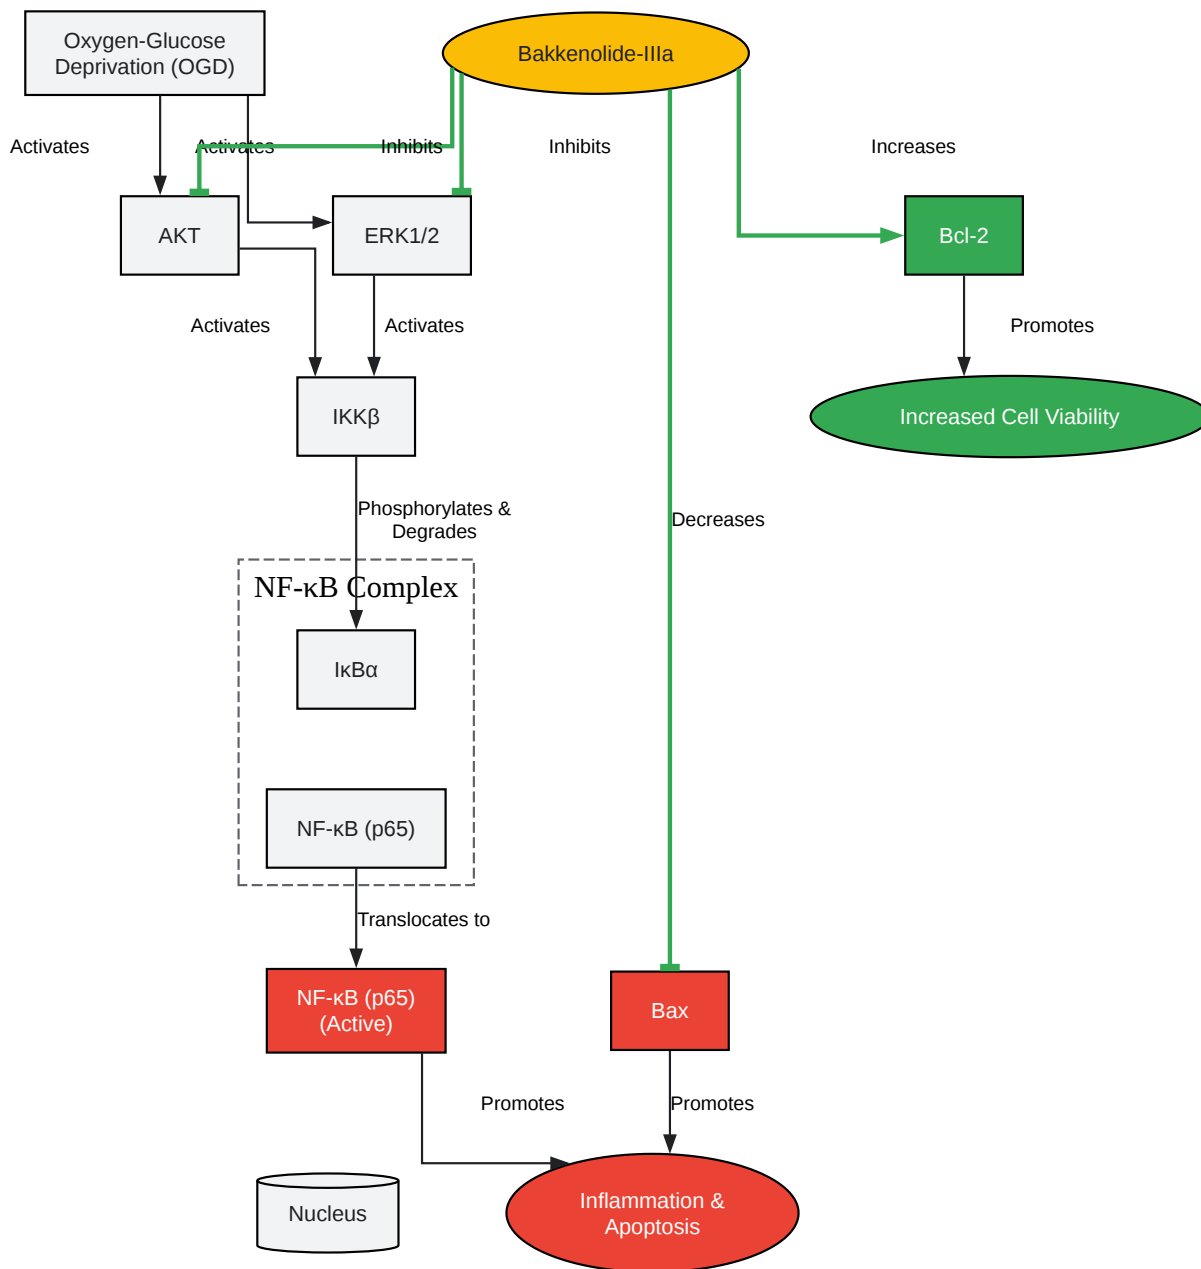 Oxygen-Glucose
Deprivation (OGD)
Bakkenolide-IIIa
Activates
Activates
Inhibits
Inhibits
Increases
AKT
ERK1/2
Bcl-2
Activates
Activates
Promotes
IKKβ
Increased Cell Viability
Phosphorylates &
Degrades
Decreases
NF-κB Complex
IκBα
NF-κB (p65)
Translocates to
NF-κB (p65)
(Active)
Bax
Promotes
Promotes
Nucleus
Inflammation &
Apoptosis